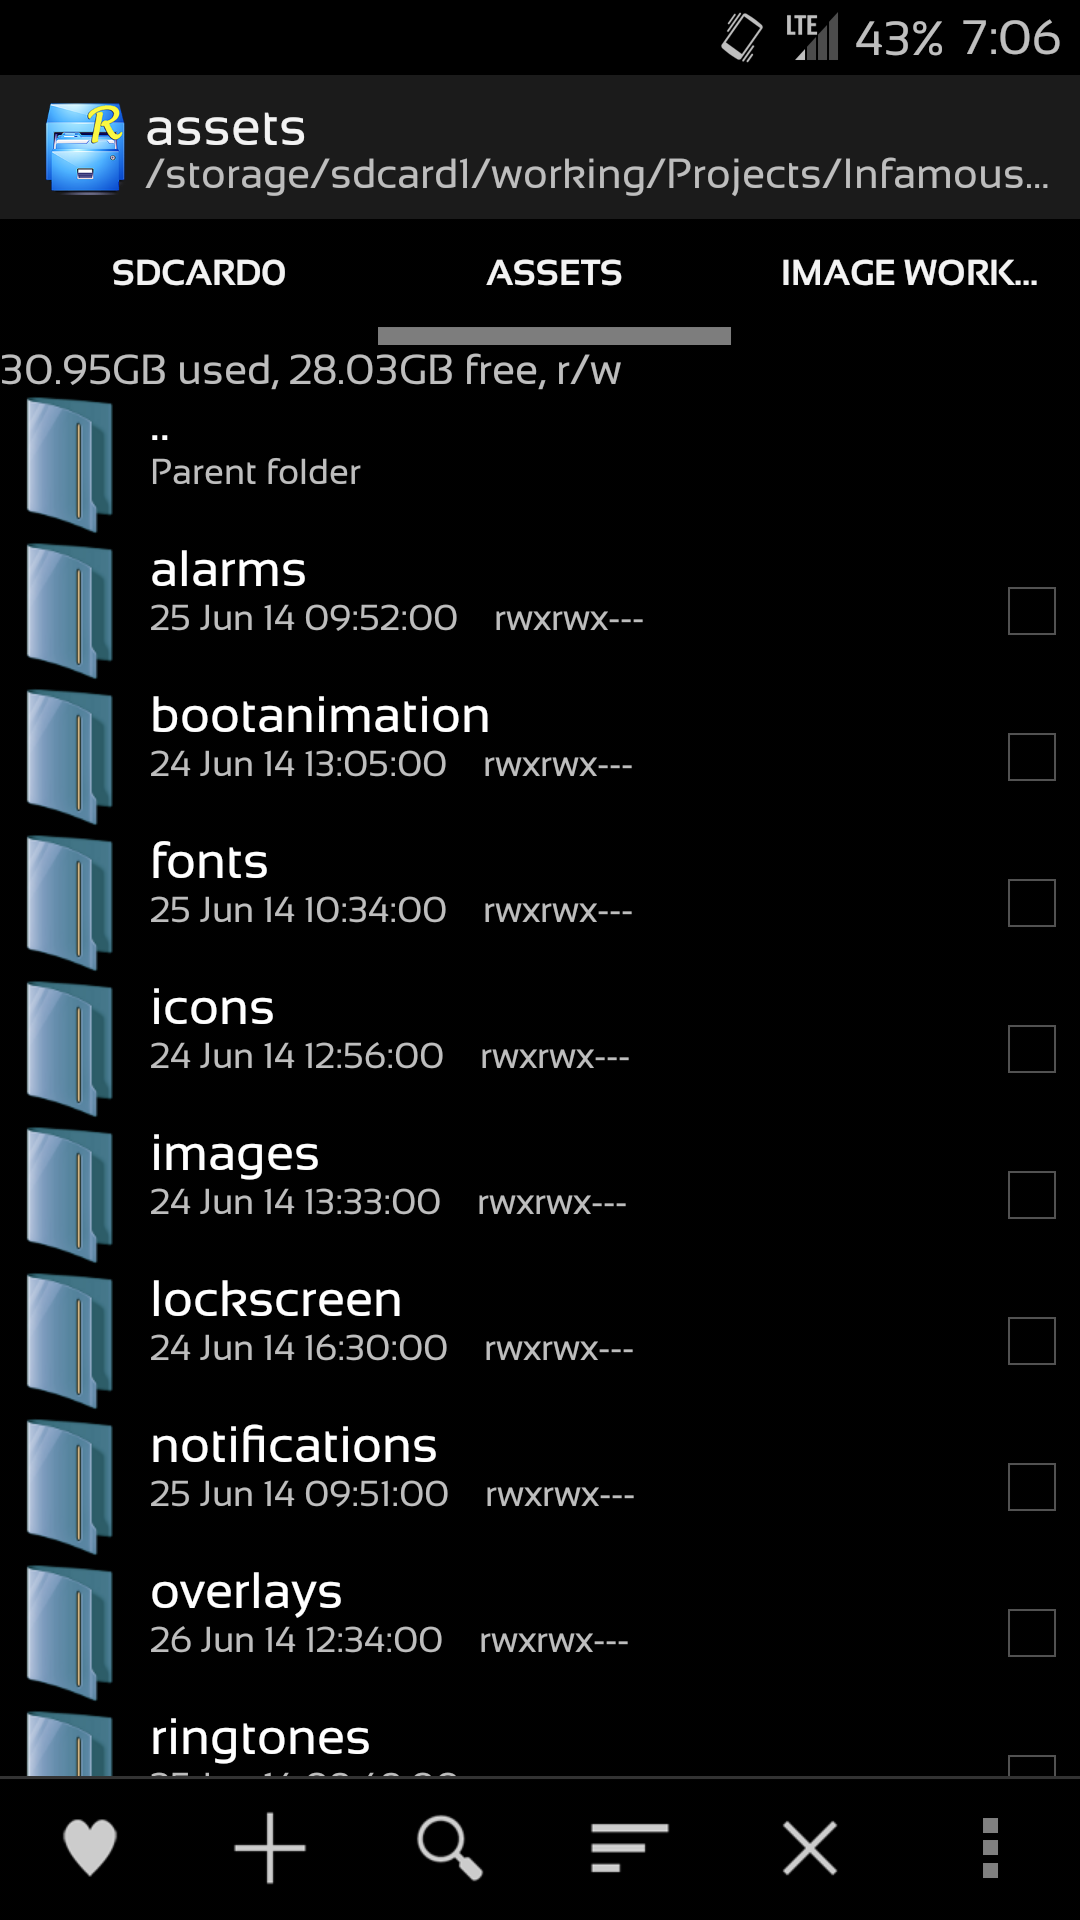 LTE 43% 7:06
R
assets
/storage/sdcard1/working/Projects/Infamous...
SDCARD0 ASSETS IMAGE WORK...
30.95GB used, 28.03GB free, r/w
..
Parent folder
alarms
25 Jun 14 09:52:00 rwxrwx---
bootanimation
24 Jun 14 13:05:00 rwxrwx---
fonts
25 Jun 14 10:34:00 rwxrwx---
icons
24 Jun 14 12:56:00 rwxrwx---
images
24 Jun 14 13:33:00 rwxrwx---
lockscreen
24 Jun 14 16:30:00 rwxrwx---
notifications
25 Jun 14 09:51:00 rwxrwx---
overlays
26 Jun 14 12:34:00 rwxrwx---
ringtones